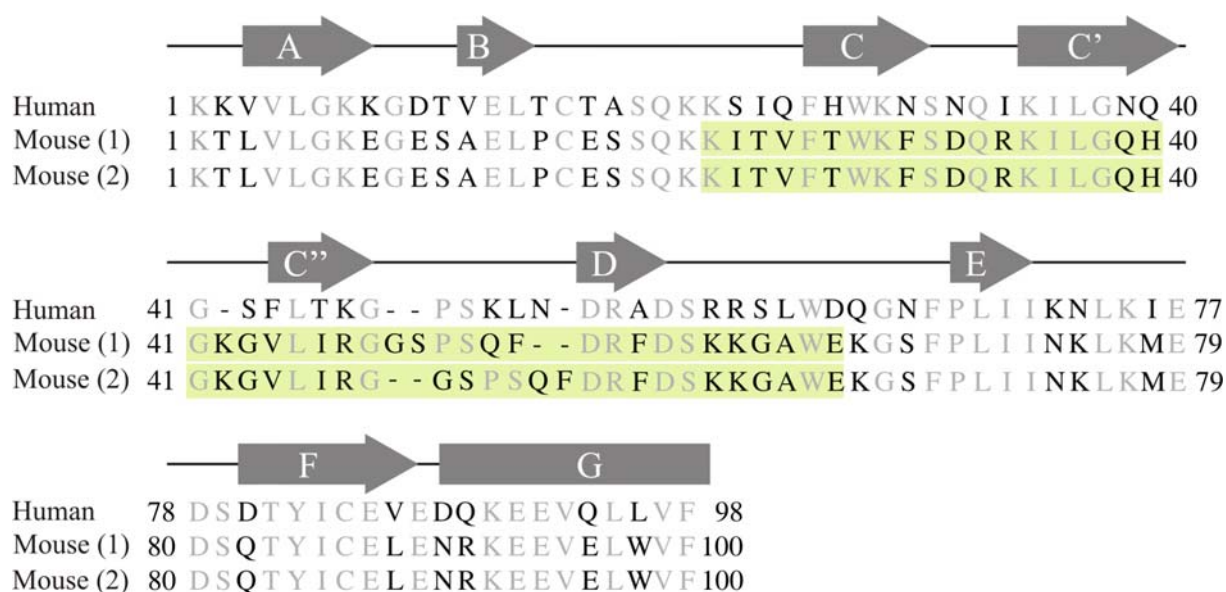 A B C C'
Human 1 K K V V L G K K G D T V E L T C T A S Q K K S I Q F H W K N S N Q I K I L G N Q 40
Mouse (1) 1 K T L V L G K E G E S A E L P C E S S Q K K I T V F T W K F S D Q R K I L G Q H 40
Mouse (2) 1 K T L V L G K E G E S A E L P C E S S Q K K I T V F T W K F S D Q R K I L G Q H 40
C” D E
Human 41 G - S F L T K G - - P S K L N - D R A D S R R S L W D Q G N F P L I I K N L K I E 77
Mouse (1) 41 G K G V L I R G G S P S Q F - - D R F D S K K G A W E K G S F P L I I N K L K M E 79
Mouse (2) 41 G K G V L I R G - - G S P S Q F D R F D S K K G A W E K G S F P L I I N K L K M E 79
F G
Human 78 D S D T Y I C E V E D Q K E E V Q L L V F 98
Mouse (1) 80 D S Q T Y I C E L E N R K E E V E L W V F 100
Mouse (2) 80 D S Q T Y I C E L E N R K E E V E L W V F 100